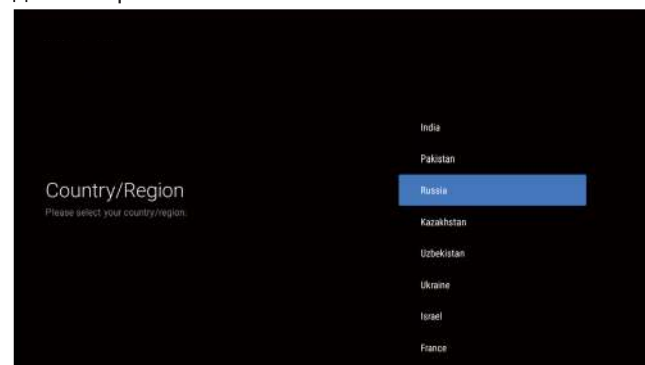 Country/Region
Please select your country/region.
India
Pakistan
Russia
Kazakhstan
Uzbekistan
Ukraine
Israel
France